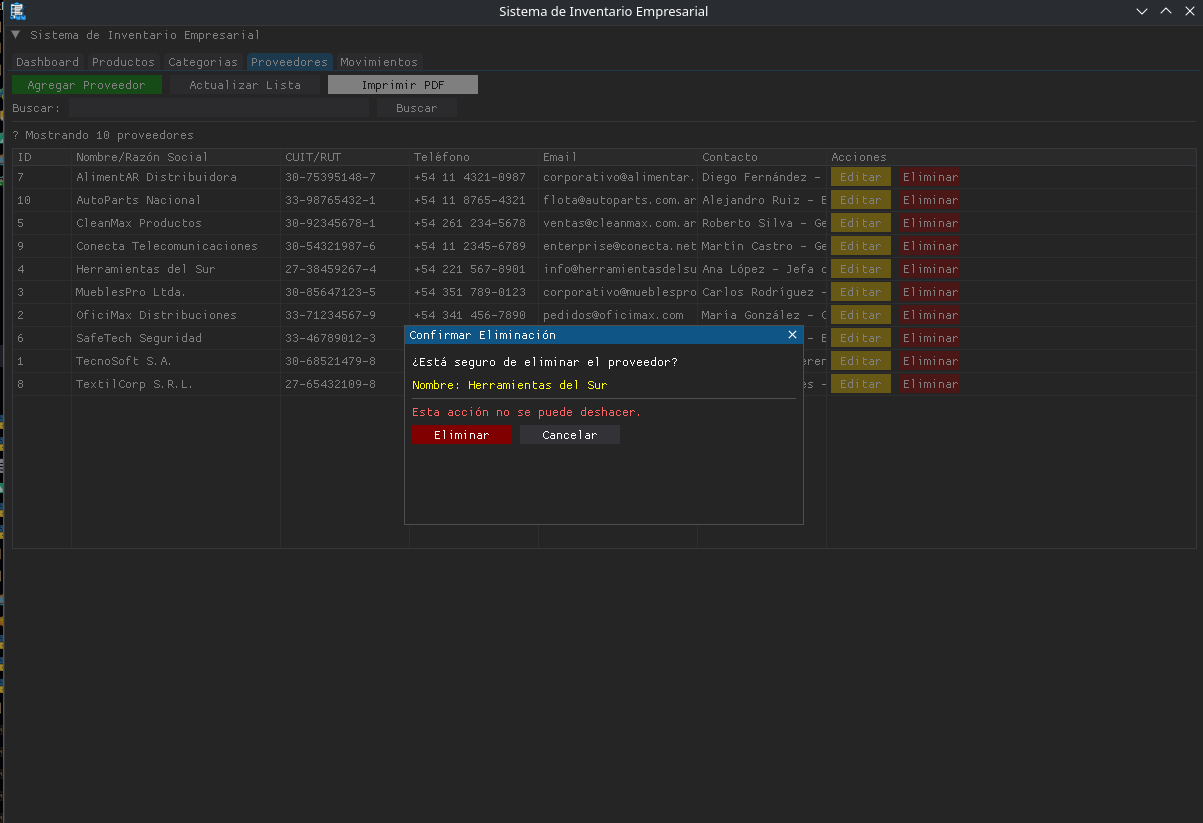 Sistema de Inventario Empresarial
Sistema de Inventario Empresarial
Dashboard Productos Categorias Proveedores Movimientos
Agregar Proveedor Actualizar Lista Imprimir PDF
Buscar: Buscar
? Mostrando 10 proveedores
ID Nombre/Razón Social CUIT/RUT Teléfono Email Contacto Acciones
7 AlimentAR Distribuidora 30-75395148-7 +54 11 4321-0987 corporativo@alimentar. Diego Fernández - Editar Eliminar
10 AutoParts Nacional 33-98765432-1 +54 11 8765-4321 flota@autoparts.com.ar Alejandro Ruiz - E Editar Eliminar
5 CleanMax Productos 30-92345678-1 +54 261 234-5678 ventas@cleanmax.com.ar Roberto Silva - Ge Editar Eliminar
9 Conecta Telecomunicaciones 30-54321987-6 +54 11 2345-6789 enterprise@conecta.net Martín Castro - Ge Editar Eliminar
4 Herramientas del Sur 27-38459267-4 +54 221 567-8901 info@herramientasdelsu Ana López - Jefa d Editar Eliminar
3 MueblesPro Ltda. 30-85647123-5 +54 351 789-0123 corporativo@mueblespro Carlos Rodríguez - Editar Eliminar
2 OficiMax Distribuciones 33-71234567-9 +54 341 456-7890 pedidos@oficimax.com María González - C Editar Eliminar
6 SafeTech Seguridad 33-46789012-3 - E Editar Eliminar
1 TecnoSoft S.A. 30-68521479-8 eren Editar Eliminar
8 TextilCorp S.R.L. 27-65432109-8 es - Editar Eliminar
Confirmar Eliminación
¿Está seguro de eliminar el proveedor?
Nombre: Herramientas del Sur
Esta acción no se puede deshacer.
Eliminar Cancelar